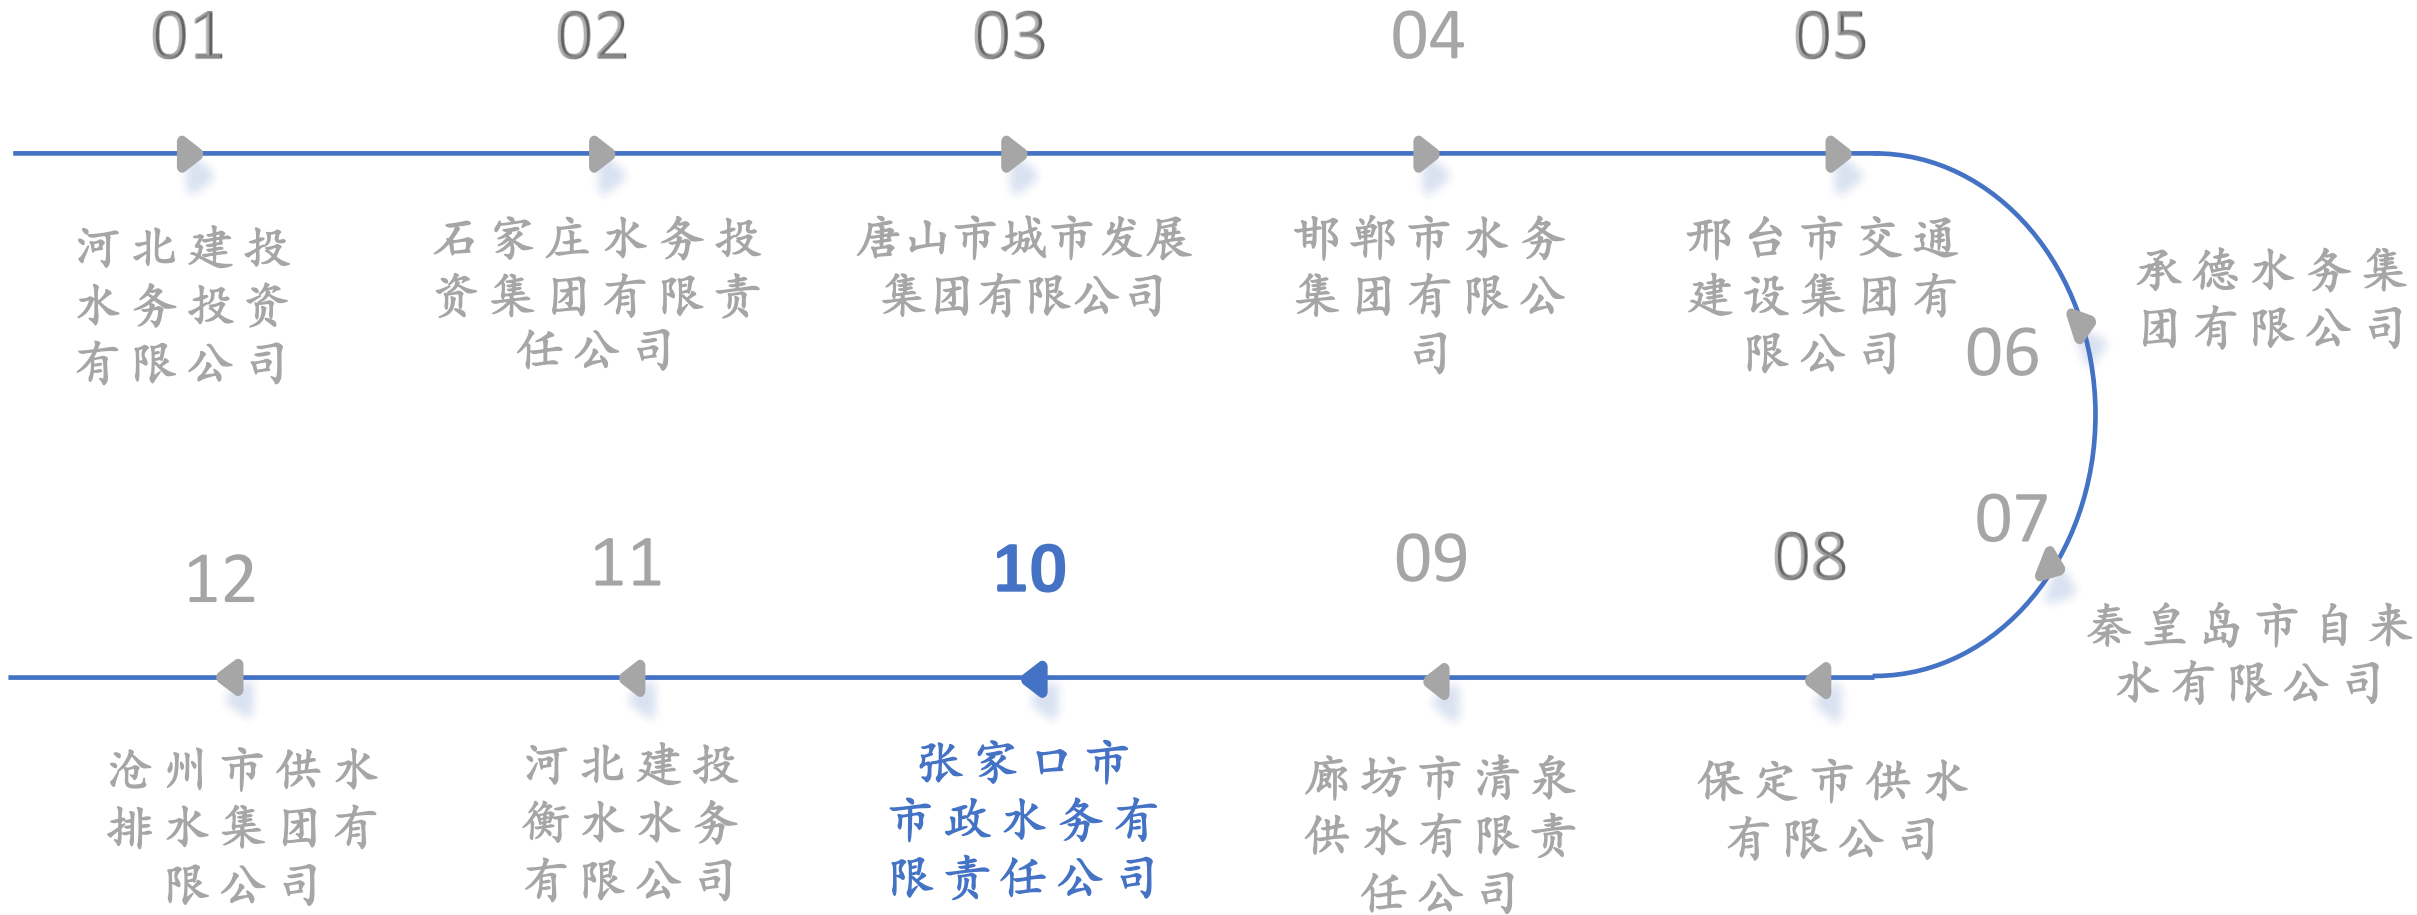 01
河北建投
水务投资
有限公司
02
石家庄水务投
资集团有限责
任公司
03
唐山市城市发展
集团有限公司
04
邯郸市水务
集团有限公
司
05
邢台市交通
建设集团有
限公司
06
承德水务集
团有限公司
07
秦皇岛市自来
水有限公司
08
保定市供水
有限公司
09
廊坊市清泉
供水有限责
任公司
10
张家口市
市政水务有
限责任公司
11
河北建投
衡水水务
有限公司
12
沧州市供水
排水集团有
限公司